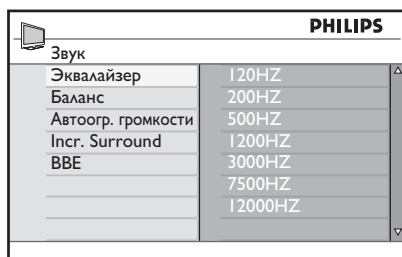 PHILIPS
Звук
Эквалайзер 120HZ
Баланс 200HZ
Автоогр. громкости 500HZ
Incr. Surround 1200HZ
BBE 3000HZ
7500HZ
12000HZ